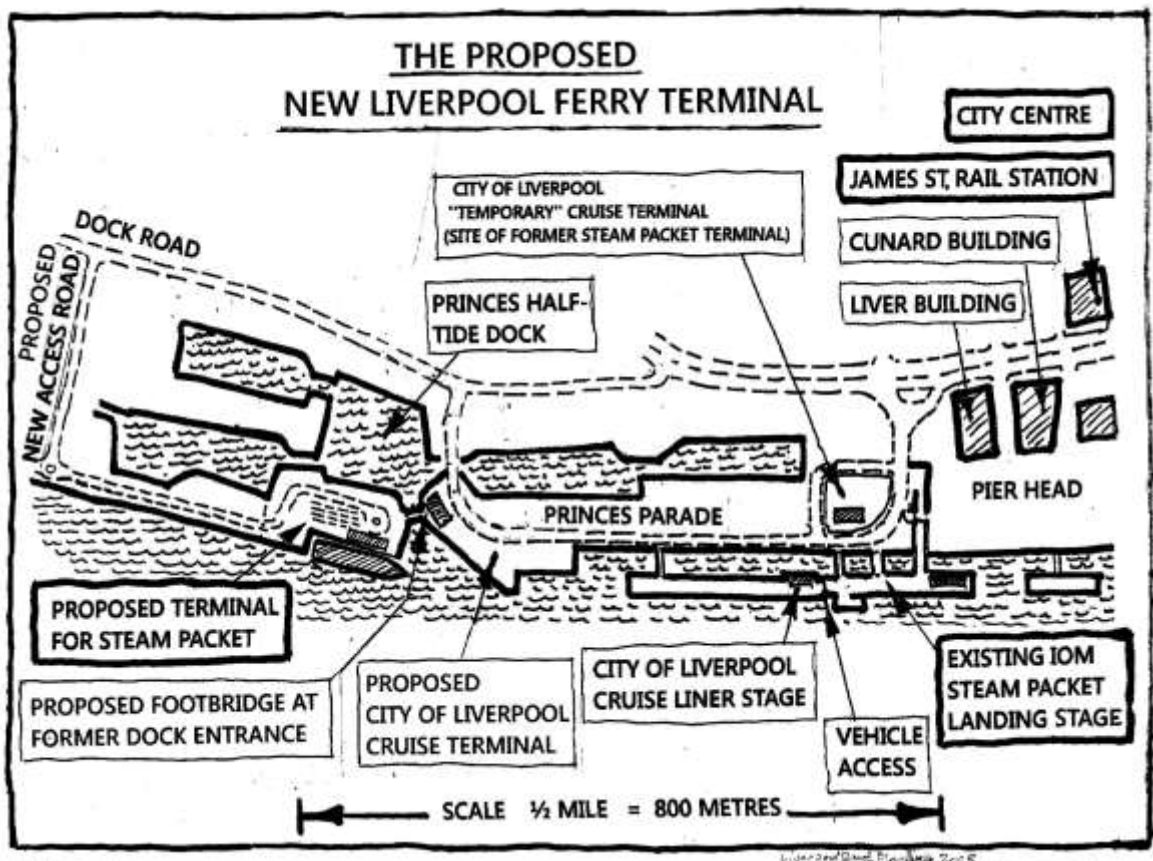 THE PROPOSED
NEW LIVERPOOL FERRY TERMINAL
CITY CENTRE
JAMES ST, RAIL STATION
CUNARD BUILDING
LIVER BUILDING
CITY OF LIVERPOOL
"TEMPORARY" CRUISE TERMINAL
(SITE OF FORMER STEAM PACKET TERMINAL)
DOCK ROAD
PROPOSED
NEW ACCESS ROAD
PRINCES HALF-
TIDE DOCK
PRINCES PARADE
PIER HEAD
PROPOSED TERMINAL
FOR STEAM PACKET
PROPOSED FOOTBRIDGE AT
FORMER DOCK ENTRANCE
PROPOSED
CITY OF LIVERPOOL
CRUISE TERMINAL
CITY OF LIVERPOOL
CRUISE LINER STAGE
VEHICLE
ACCESS
EXISTING IOM
STEAM PACKET
LANDING STAGE
SCALE ½ MILE = 800 METRES